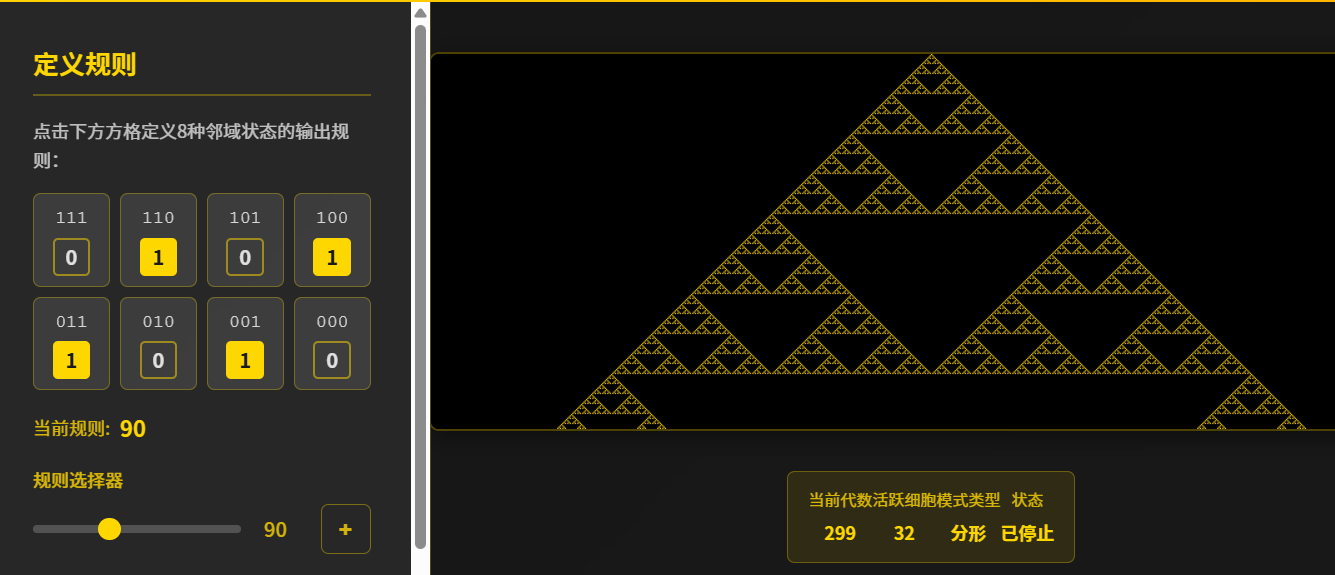 定义规则
点击下方方格定义8种邻域状态的输出规
则：
111 110 101 100
0 1 0 1
011 010 001 000
1 0 1 0
当前规则: 90
规则选择器
90 +
当前代数活跃细胞模式类型 状态
299 32 分形 已停止